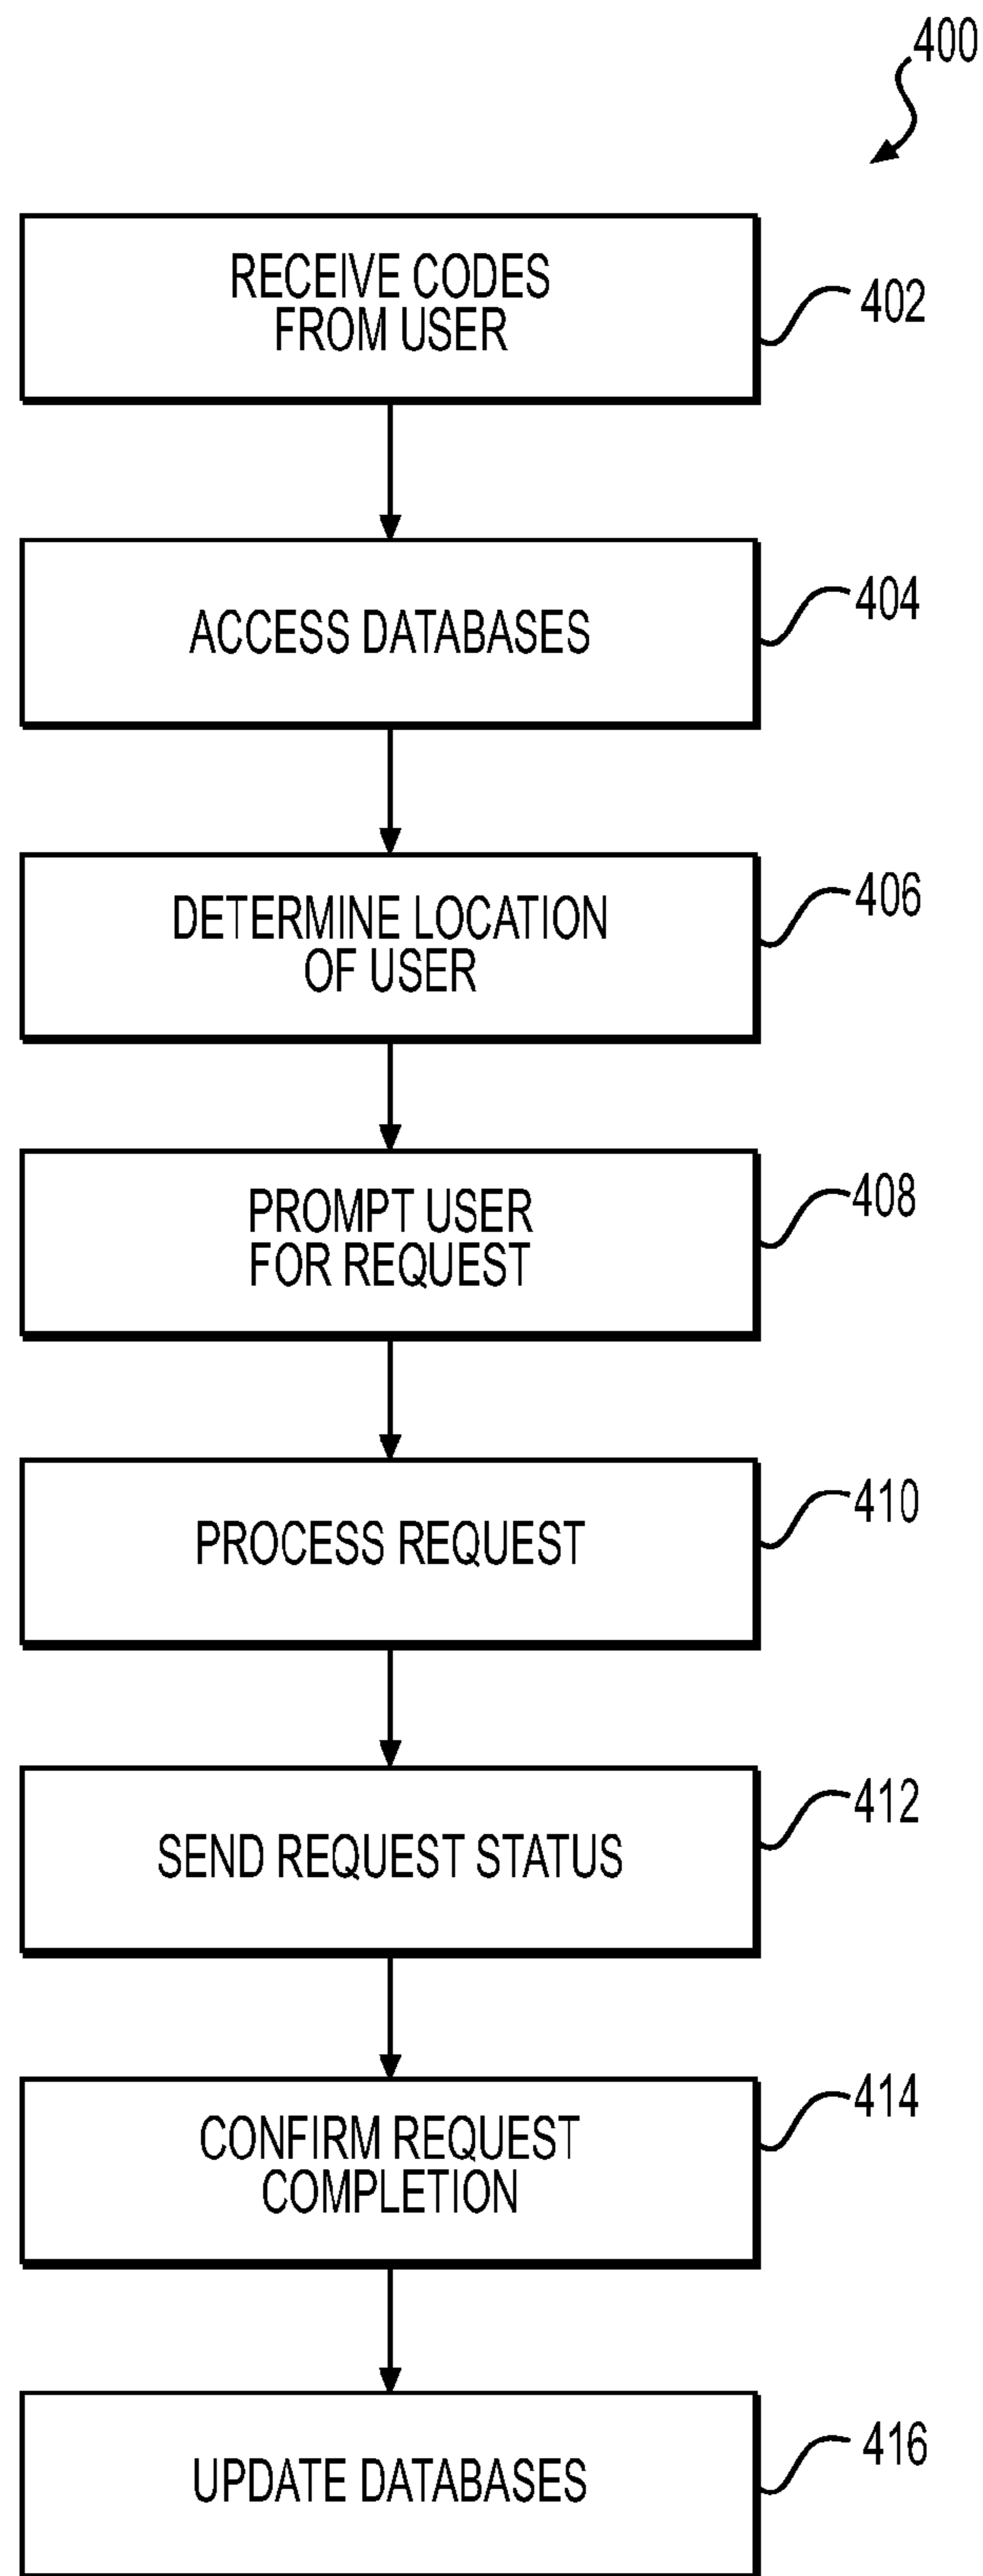 400
RECEIVE CODES
FROM USER
402
ACCESS DATABASES
404
DETERMINE LOCATION
OF USER
406
PROMPT USER
FOR REQUEST
408
PROCESS REQUEST
410
SEND REQUEST STATUS
412
CONFIRM REQUEST
COMPLETION
414
UPDATE DATABASES
416